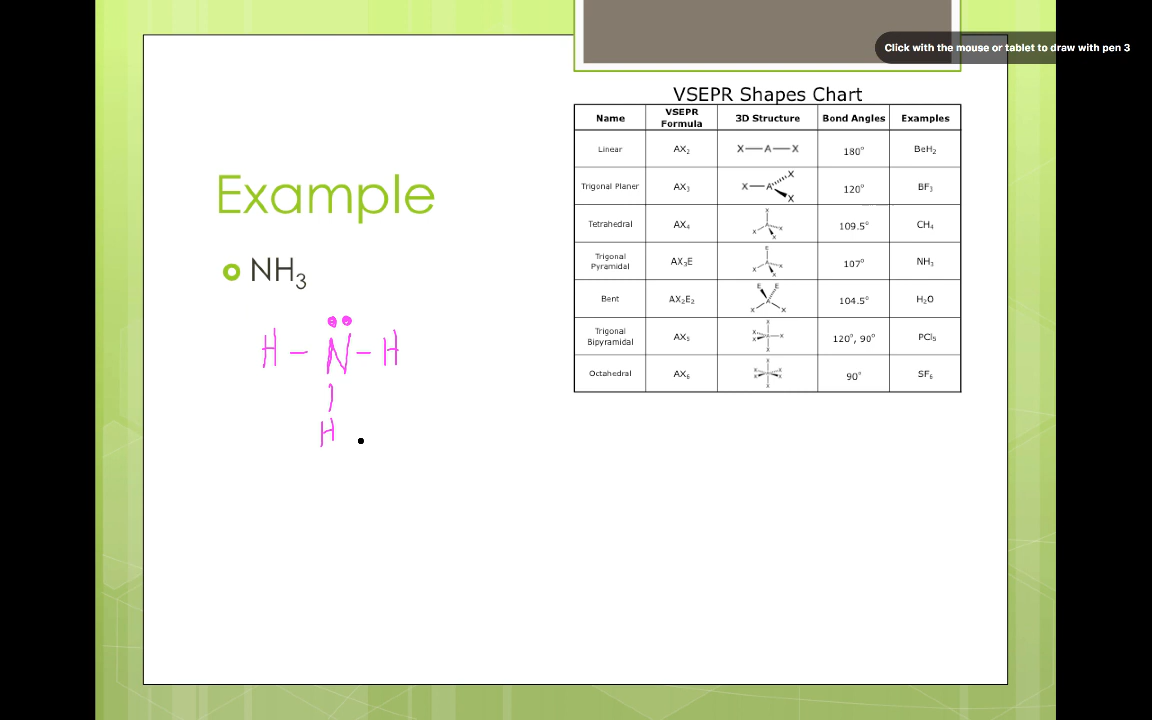 Click with the mouse or tablet to draw with pen 3
VSEPR Shapes Chart
Name VSEPR Formula 3D Structure Bond Angles Examples
Linear AX₂ X—A—X 180° BeH₂
Trigonal Planer AX₃ X—A X X 120° BF₃
Tetrahedral AX₄ X X A X X 109.5° CH₄
Trigonal Pyramidal AX₃E E X A X X 107° NH₃
Bent AX₂E₂ E E A X X 104.5° H₂O
Trigonal Bipyramidal AX₅ 120°, 90° PCl₅
Octahedral AX₆ 90° SF₆
Example
NH₃
H – N – H
H